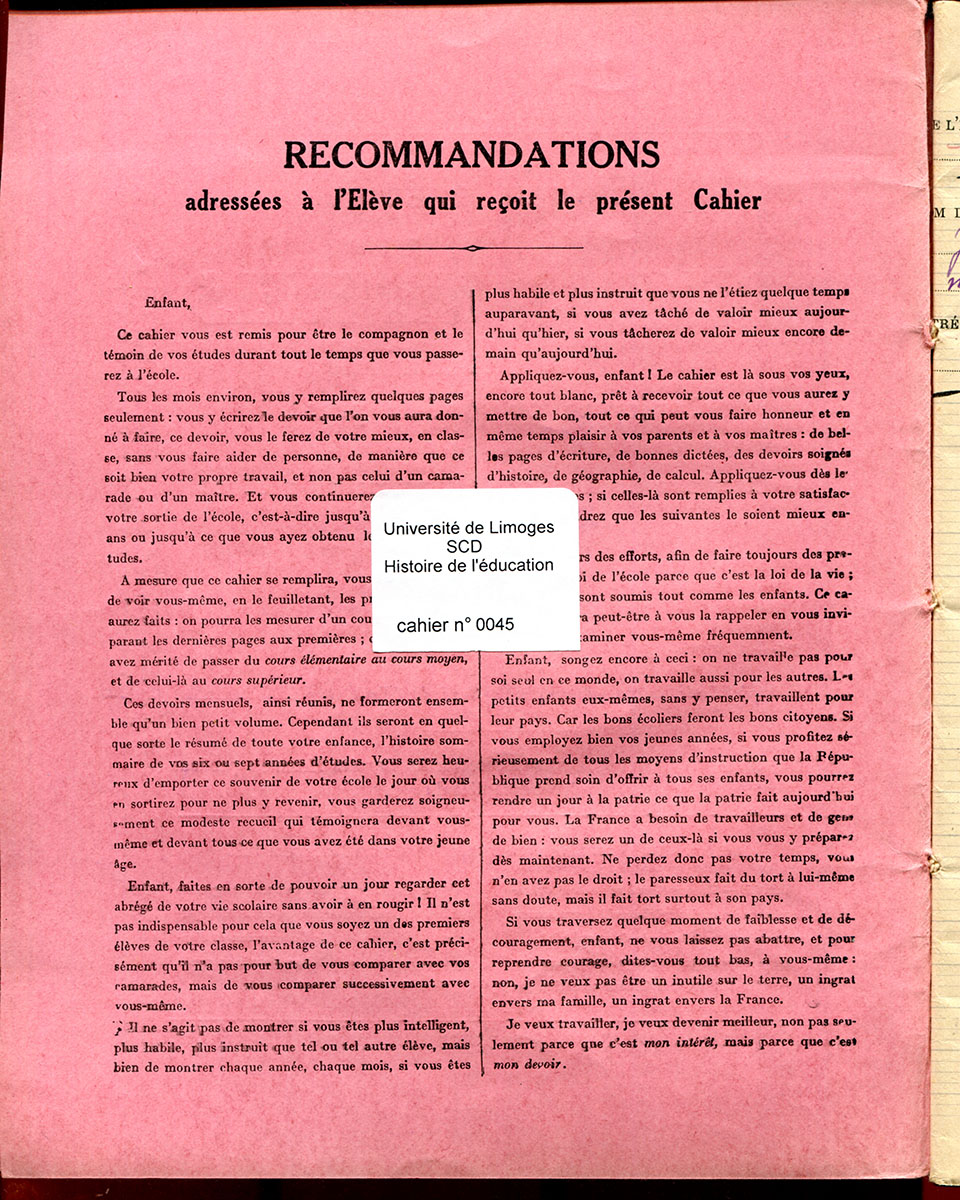 RECOMMANDATIONS
adressées à l'Elève qui reçoit le présent Cahier
Enfant,
Ce cahier vous est remis pour être le compagnon et le
témoin de vos études durant tout le temps que vous passe-
rez à l'école.
Tous les mois environ, vous y remplirez quelques pages
seulement : vous y écrirez le devoir que l'on vous aura don-
né à faire, ce devoir, vous le ferez de votre mieux, en clas-
se, sans vous faire aider de personne, de manière que ce
soit bien votre propre travail, et non pas celui d'un cama-
rade ou d'un maître. Et vous continuerez
votre sortie de l'école, c'est-à-dire jusqu'à
ans ou jusqu'à ce que vous ayez obtenu
tudes.
A mesure que ce cahier se remplira, vous
de voir vous-même, en le feuilletant, les
aurez faits : on pourra les mesurer d'un
parant les dernières pages aux premières ;
avez mérité de passer du cours élémentaire au cours moyen,
et de celui-là au cours supérieur.
Ces devoirs mensuels, ainsi réunis, ne formeront ensem-
ble qu'un bien petit volume. Cependant ils seront en quel-
que sorte le résumé de toute votre enfance, l'histoire som-
maire de vos six ou sept années d'études. Vous serez heu-
reux d'emporter ce souvenir de votre école le jour où vous
en sortirez pour ne plus y revenir, vous garderez soigneu-
sement ce modeste recueil qui témoignera devant vous-
même et devant tous ce que vous avez été dans votre jeune
âge.
Enfant, faites en sorte de pouvoir un jour regarder cet
abrégé de votre vie scolaire sans avoir à en rougir ! Il n'est
pas indispensable pour cela que vous soyez un des premiers
élèves de votre classe, l'avantage de ce cahier, c'est préci-
sément qu'il n'a pas pour but de vous comparer avec vos
camarades, mais de vous comparer successivement avec
vous-même.
Il ne s'agit pas de montrer si vous êtes plus intelligent,
plus habile, plus instruit que tel ou tel autre élève, mais
bien de montrer chaque année, chaque mois, si vous êtes
plus habile et plus instruit que vous ne l'étiez quelque temps
auparavant, si vous avez tâché de valoir mieux aujour-
d'hui qu'hier, si vous tâcherez de valoir mieux encore de-
main qu'aujourd'hui.
Appliquez-vous, enfant ! Le cahier est là sous vos yeux,
encore tout blanc, prêt à recevoir tout ce que vous aurez y
mettre de bon, tout ce qui peut vous faire honneur et en
même temps plaisir à vos parents et à vos maîtres : de bel-
les pages d'écriture, de bonnes dictées, des devoirs soignés
d'histoire, de géographie, de calcul. Appliquez-vous dès le
; si celles-là sont remplies à votre satisfac-
drez que les suivantes le soient mieux en-
rs des efforts, afin de faire toujours des pro-
oi de l'école parce que c'est la loi de la vie ;
sont soumis tout comme les enfants. Ce ca-
ra peut-être à vous la rappeler en vous invi-
aminer vous-même fréquemment.
Enfant, songez encore à ceci : on ne travaille pas pour
soi seul en ce monde, on travaille aussi pour les autres. Les
petits enfants eux-mêmes, sans y penser, travaillent pour
leur pays. Car les bons écoliers feront les bons citoyens. Si
vous employez bien vos jeunes années, si vous profitez sé-
rieusement de tous les moyens d'instruction que la Répu-
blique prend soin d'offrir à tous ses enfants, vous pourrez
rendre un jour à la patrie ce que la patrie fait aujourd'hui
pour vous. La France a besoin de travailleurs et de gens
de bien : vous serez un de ceux-là si vous vous y préparez
dès maintenant. Ne perdez donc pas votre temps, vous
n'en avez pas le droit ; le paresseux fait du tort à lui-même
sans doute, mais il fait tort surtout à son pays.
Si vous traversez quelque moment de faiblesse et de dé-
couragement, enfant, ne vous laissez pas abattre, et pour
reprendre courage, dites-vous tout bas, à vous-même :
non, je ne veux pas être un inutile sur le terre, un ingrat
envers ma famille, un ingrat envers la France.
Je veux travailler, je veux devenir meilleur, non pas seu-
lement parce que c'est mon intérêt, mais parce que c'est
mon devoir.
Université de Limoges
SCD
Histoire de l'éducation
cahier n° 0045